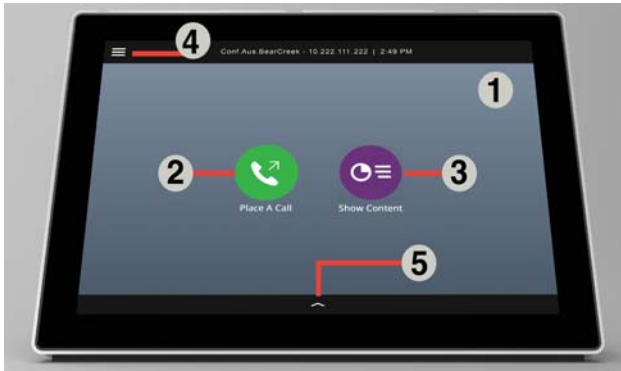 4
Conf.Aus.BearCreek - 10.222.111.222 | 2:49 PM
1
2
3
Place A Call
Show Content
5